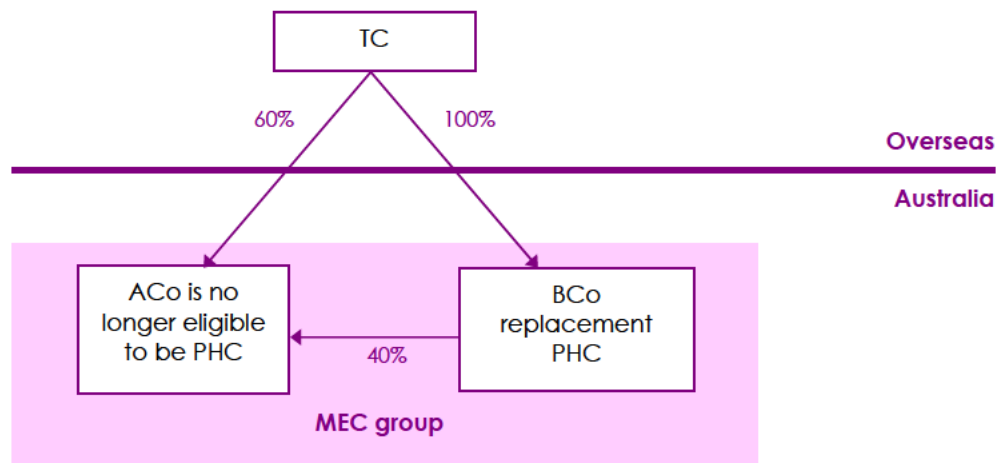 TC
60%
100%
Overseas
Australia
ACo is no
longer eligible
to be PHC
BCo
replacement
PHC
40%
MEC group